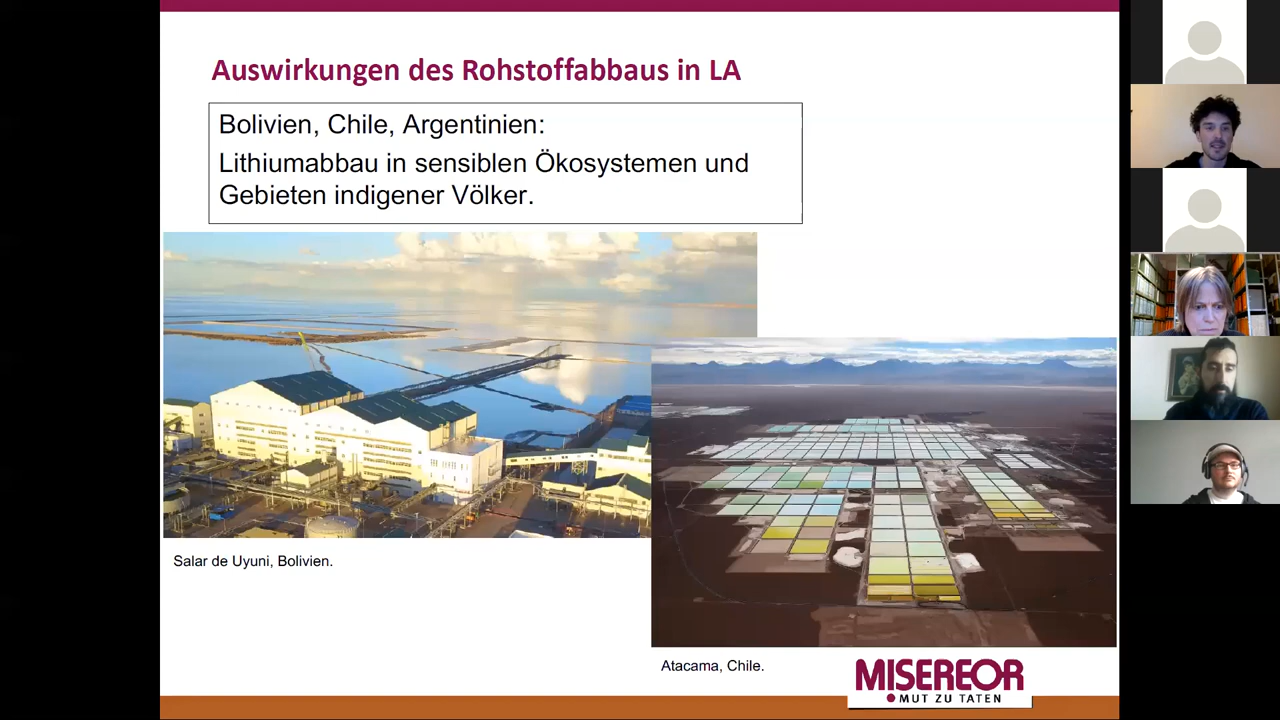 Auswirkungen des Rohstoffabbaus in LA
Bolivien, Chile, Argentinien:
Lithiumabbau in sensiblen Ökosystemen und
Gebieten indigener Völker.
Salar de Uyuni, Bolivien.
Atacama, Chile.
MISEREOR
MUT ZU TATEN